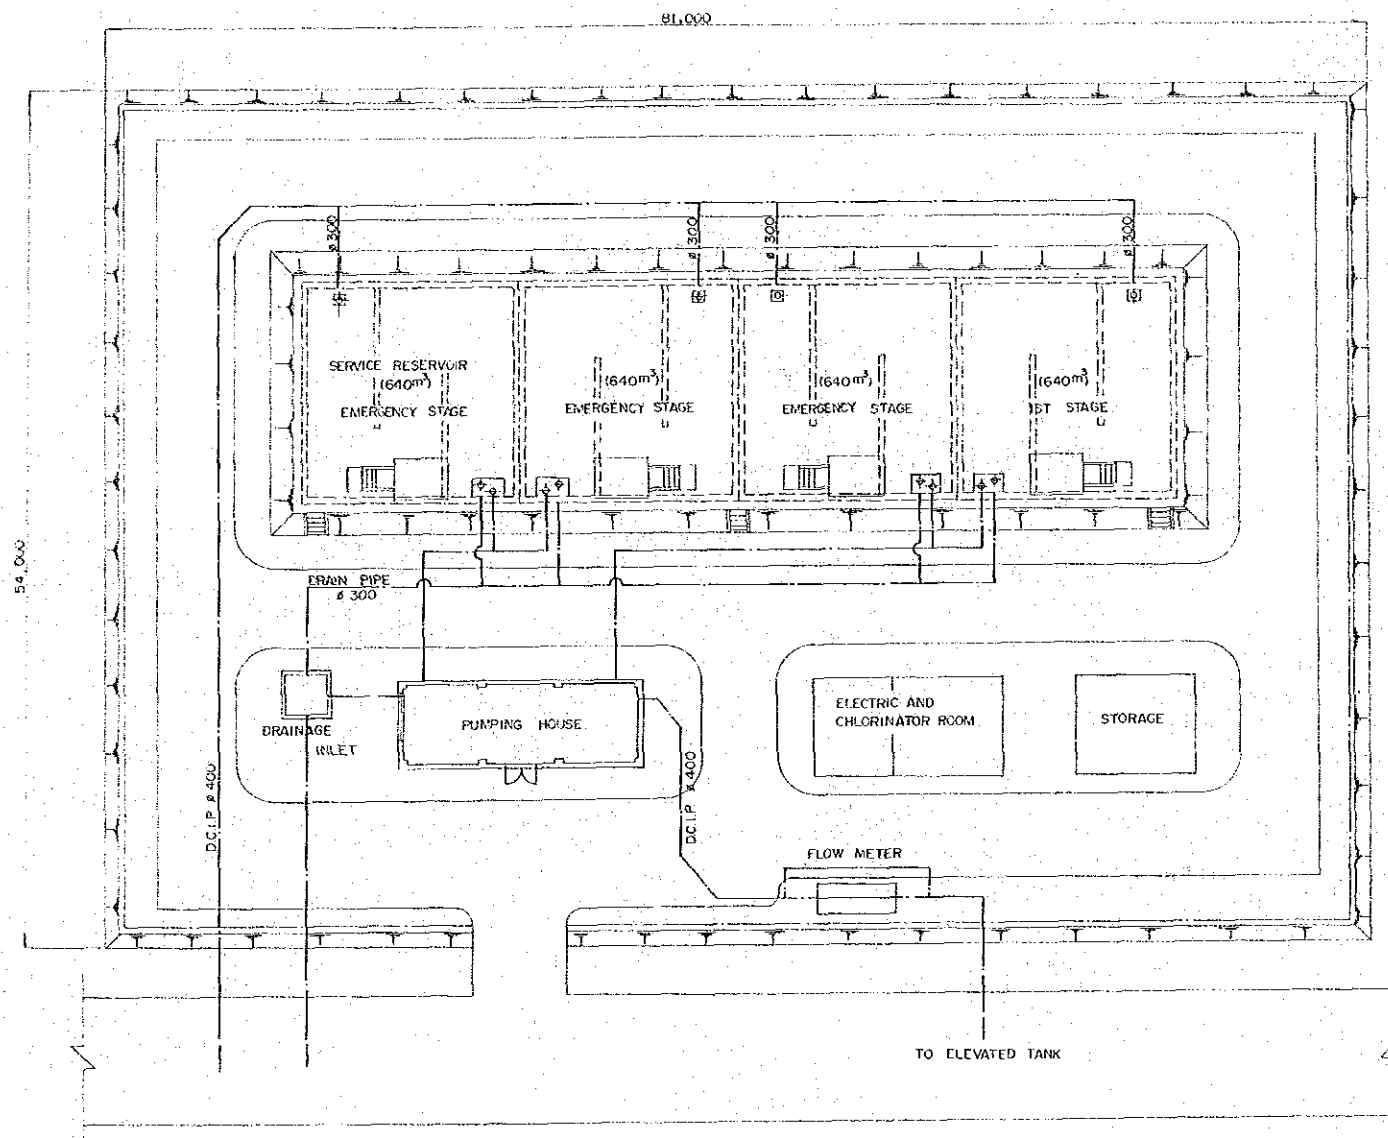 81,000
54,000
ø 300
ø 300
ø 300
ø 300
SERVICE RESERVOIR
(640m³)
EMERGENCY STAGE
(640m³)
EMERGENCY STAGE
(640m³)
EMERGENCY STAGE
(640m³)
1ST STAGE
DRAIN PIPE
ø 300
DRAINAGE
INLET
PUMPING HOUSE
ELECTRIC AND
CHLORINATOR ROOM
STORAGE
D.C.I.P. ø 400
D.C.I.P. ø 400
FLOW METER
TO ELEVATED TANK